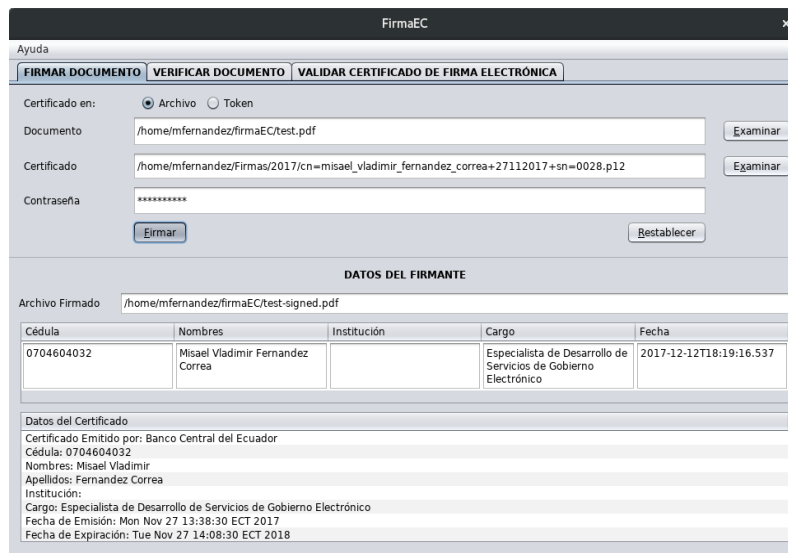 FirmaEC
Ayuda
FIRMAR DOCUMENTO VERIFICAR DOCUMENTO VALIDAR CERTIFICADO DE FIRMA ELECTRÓNICA
Certificado en: Archivo Token
Documento /home/mfernandez/firmaEC/test.pdf Examinar
Certificado /home/mfernandez/Firmas/2017/cn=misael_vladimir_fernandez_correa+27112017+sn=0028.p12 Examinar
Contraseña **********
Firmar Restablecer
DATOS DEL FIRMANTE
Archivo Firmado /home/mfernandez/firmaEC/test-signed.pdf
Cédula Nombres Institución Cargo Fecha
0704604032 Misael Vladimir Fernandez Especialista de Desarrollo de 2017-12-12T18:19:16.537
Correa Servicios de Gobierno
Electrónico
Datos del Certificado
Certificado Emitido por: Banco Central del Ecuador
Cédula: 0704604032
Nombres: Misael Vladimir
Apellidos: Fernandez Correa
Institución:
Cargo: Especialista de Desarrollo de Servicios de Gobierno Electrónico
Fecha de Emisión: Mon Nov 27 13:38:30 ECT 2017
Fecha de Expiración: Tue Nov 27 14:08:30 ECT 2018